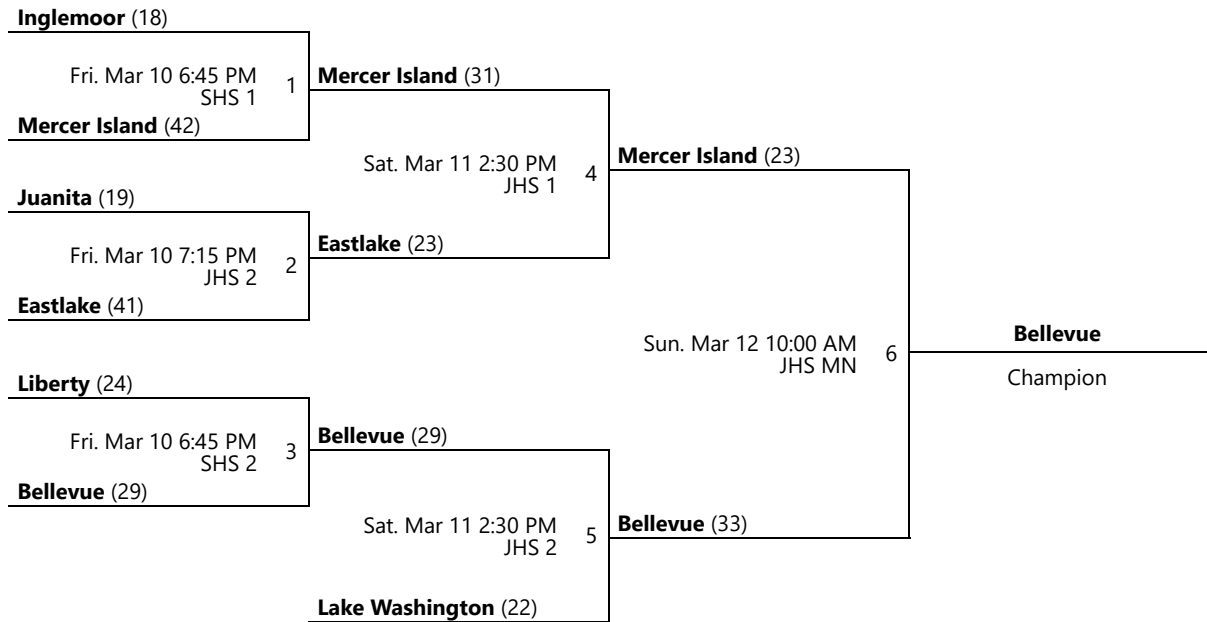 Inglemoor (18)
Fri. Mar 10 6:45 PM
SHS 1
1
Mercer Island (42)
Mercer Island (31)
Sat. Mar 11 2:30 PM
JHS 1
4
Juanita (19)
Fri. Mar 10 7:15 PM
JHS 2
2
Eastlake (41)
Eastlake (23)
Mercer Island (23)
Sun. Mar 12 10:00 AM
JHS MN
6
Bellevue
Champion
Liberty (24)
Fri. Mar 10 6:45 PM
SHS 2
3
Bellevue (29)
Bellevue (29)
Sat. Mar 11 2:30 PM
JHS 2
5
Lake Washington (22)
Bellevue (33)